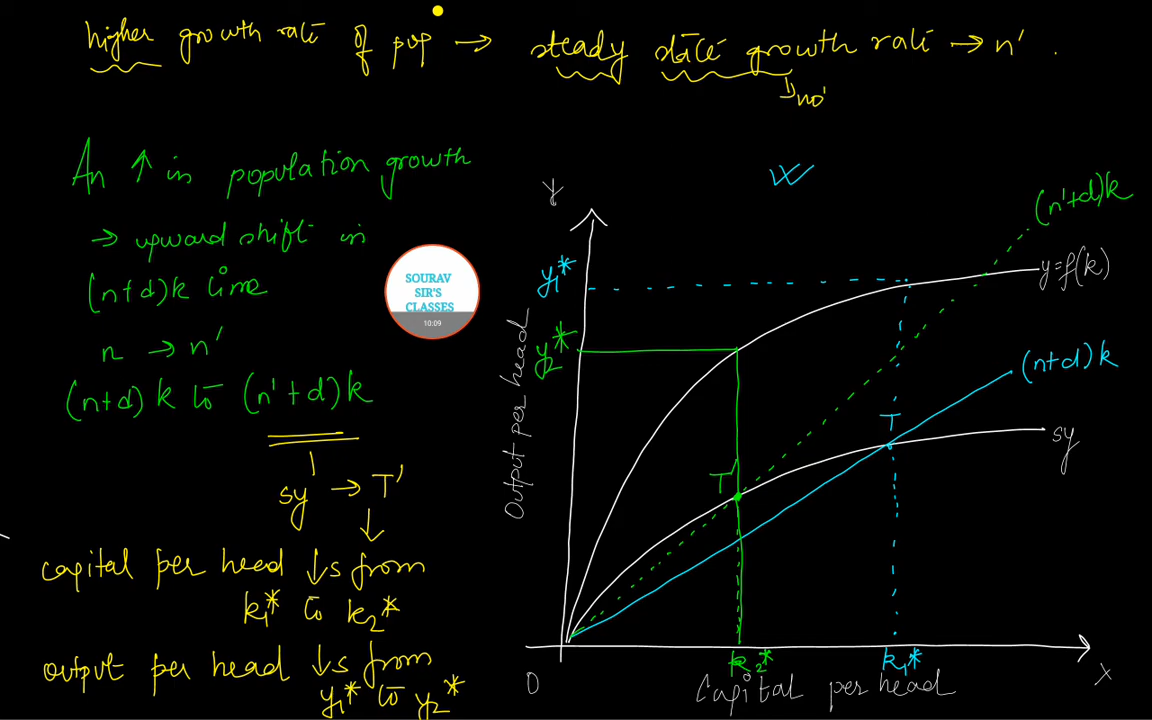 higher growth rate of pop → steady state growth rate → n' .
An ↑ in population growth
→ upward shift in
(n+d)k line
n → n'
(n+d)k to (n'+d)k
sy → T'
capital per head ↓s from
k1* to k2*
output per head ↓s from
y1* to y2*
SOURAV
SIR'S
CLASSES
10:09
Y
(n'+d)k
y=f(k)
y1*
y2*
(n+d)k
T
sy
T'
Output per head
O
k2*
k1*
X
Capital per head